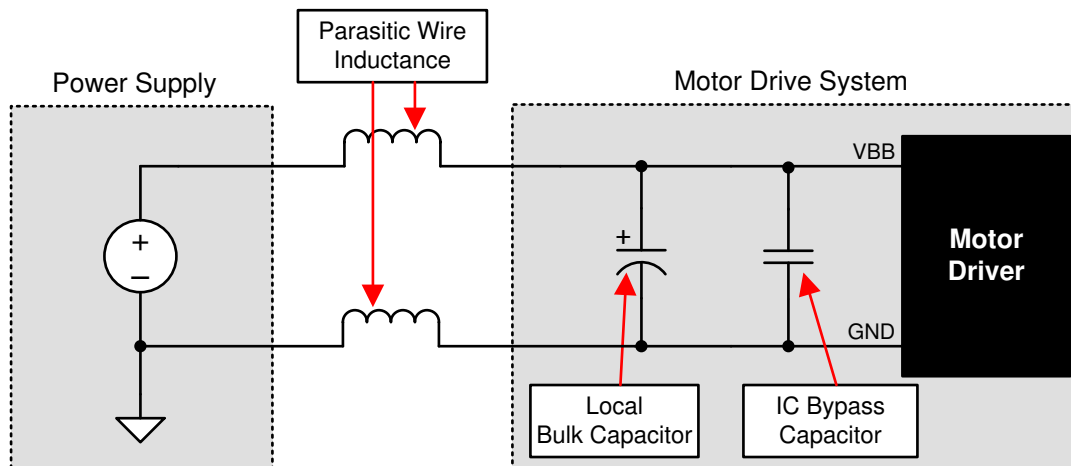 Parasitic Wire
Inductance
Power Supply
Motor Drive System
VBB
+
–
+
Motor
Driver
GND
Local
Bulk Capacitor
IC Bypass
Capacitor